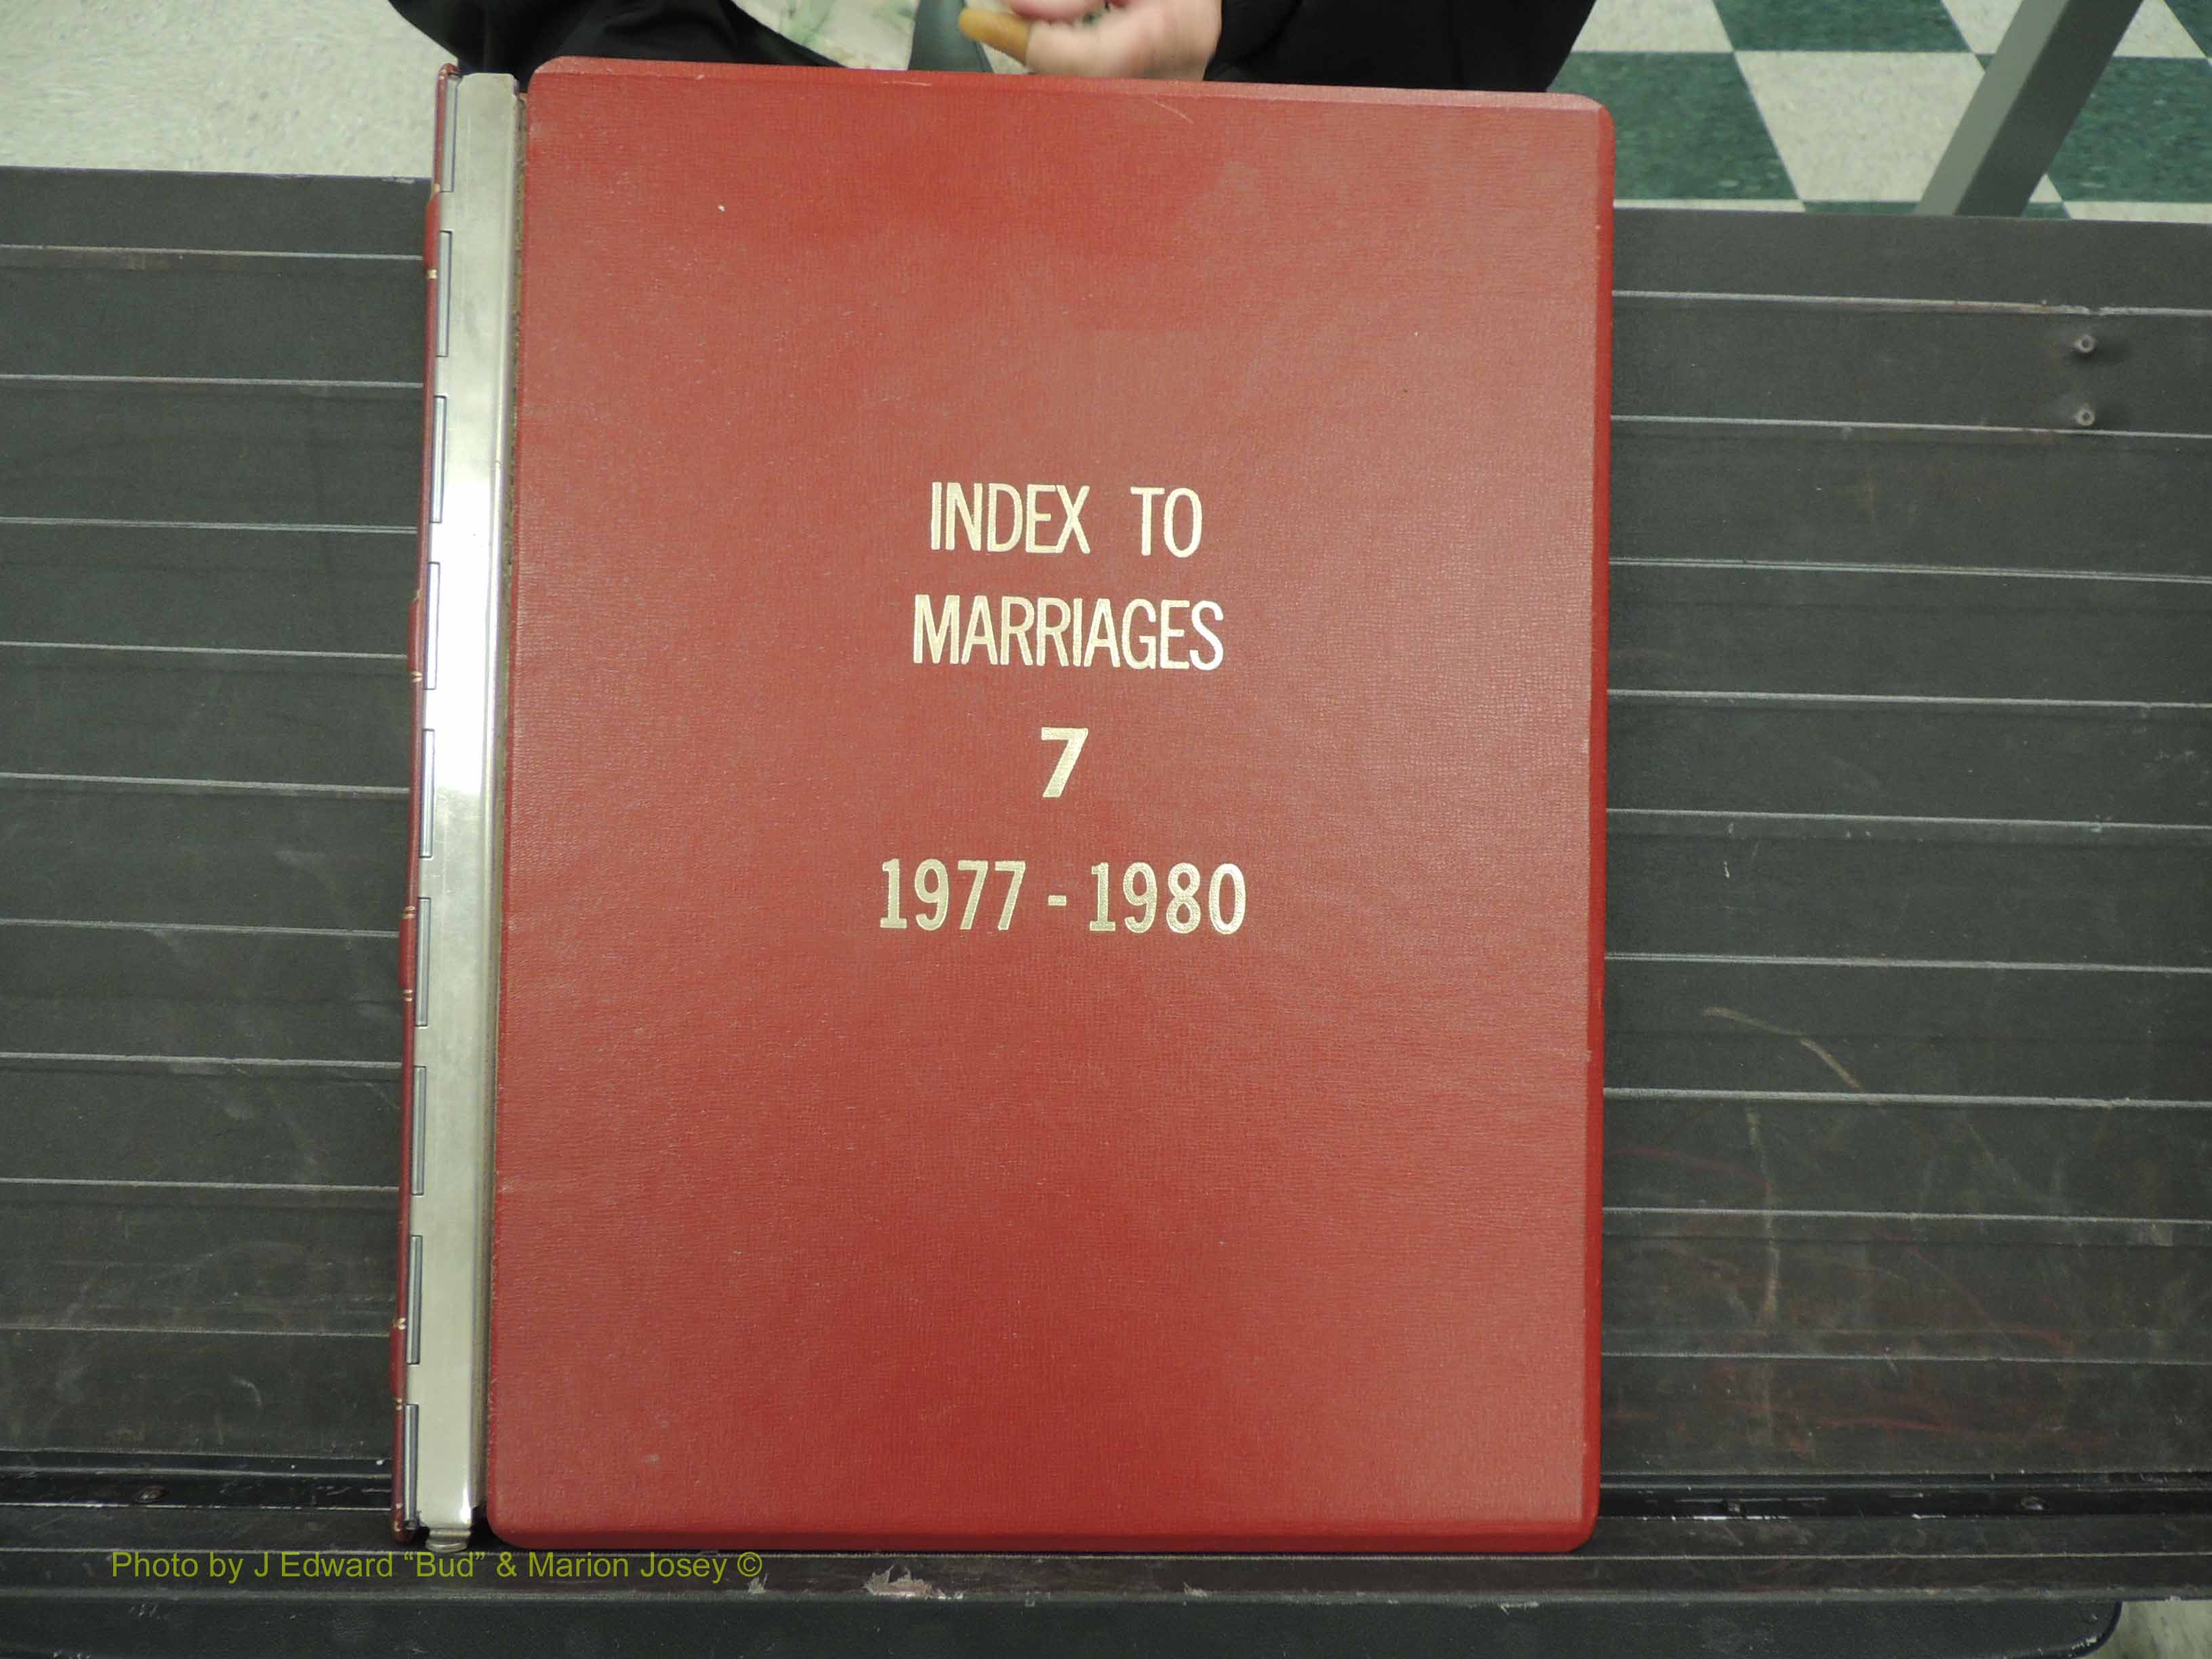 INDEX TO
MARRIAGES
7
1977 - 1980
Photo by J Edward “Bud” & Marion Josey ©